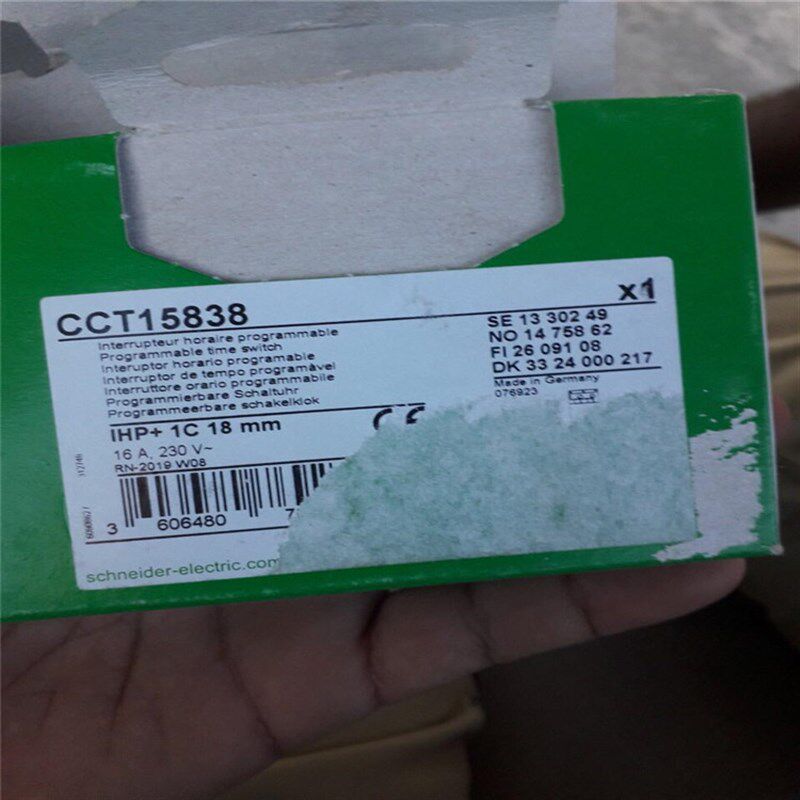 CCT15838
x1
Interrupteur horaire programmable
Programmable time switch
Interuptor horario programable
Interruptor de tempo programável
Interruttore orario programmabile
Programmierbare Schaltuhr
Programmeerbare schakelklok
SE 13 302 49
NO 14 758 62
FI 26 091 08
DK 33 24 000 217
Made in Germany
076923
IHP+ 1C 18 mm
CE
16 A, 230 V~
RN-2019 W08
3 606480 7
schneider-electric.com